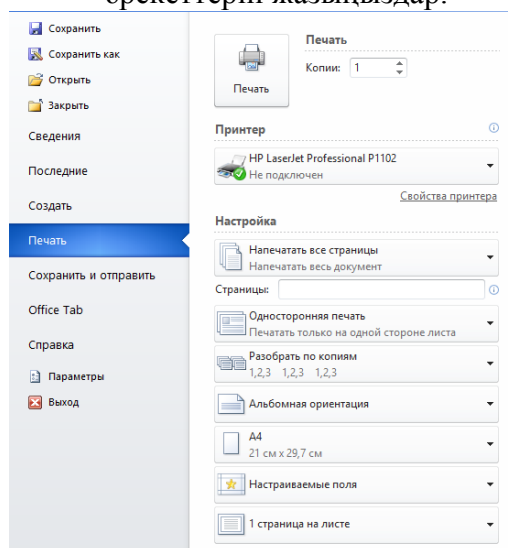 әрекеттерін жазыңыздар.
Сохранить
Сохранить как
Открыть
Закрыть
Сведения
Последние
Создать
Печать
Сохранить и отправить
Office Tab
Справка
Параметры
Выход
Печать
Печать
Копии: 1
Принтер
HP LaserJet Professional P1102
Не подключен
Свойства принтера
Настройка
Напечатать все страницы
Напечатать весь документ
Страницы:
Односторонняя печать
Печатать только на одной стороне листа
Разобрать по копиям
1,2,3 1,2,3 1,2,3
Альбомная ориентация
A4
21 см x 29,7 см
Настраиваемые поля
1 страница на листе